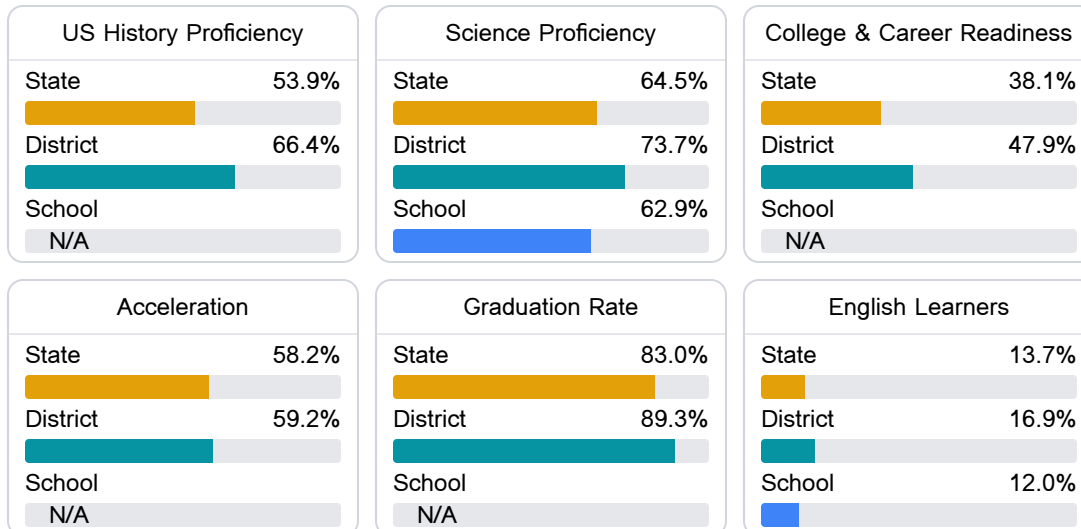 US History Proficiency
State 53.9%
District 66.4%
School
N/A
Science Proficiency
State 64.5%
District 73.7%
School 62.9%
College & Career Readiness
State 38.1%
District 47.9%
School
N/A
Acceleration
State 58.2%
District 59.2%
School
N/A
Graduation Rate
State 83.0%
District 89.3%
School
N/A
English Learners
State 13.7%
District 16.9%
School 12.0%